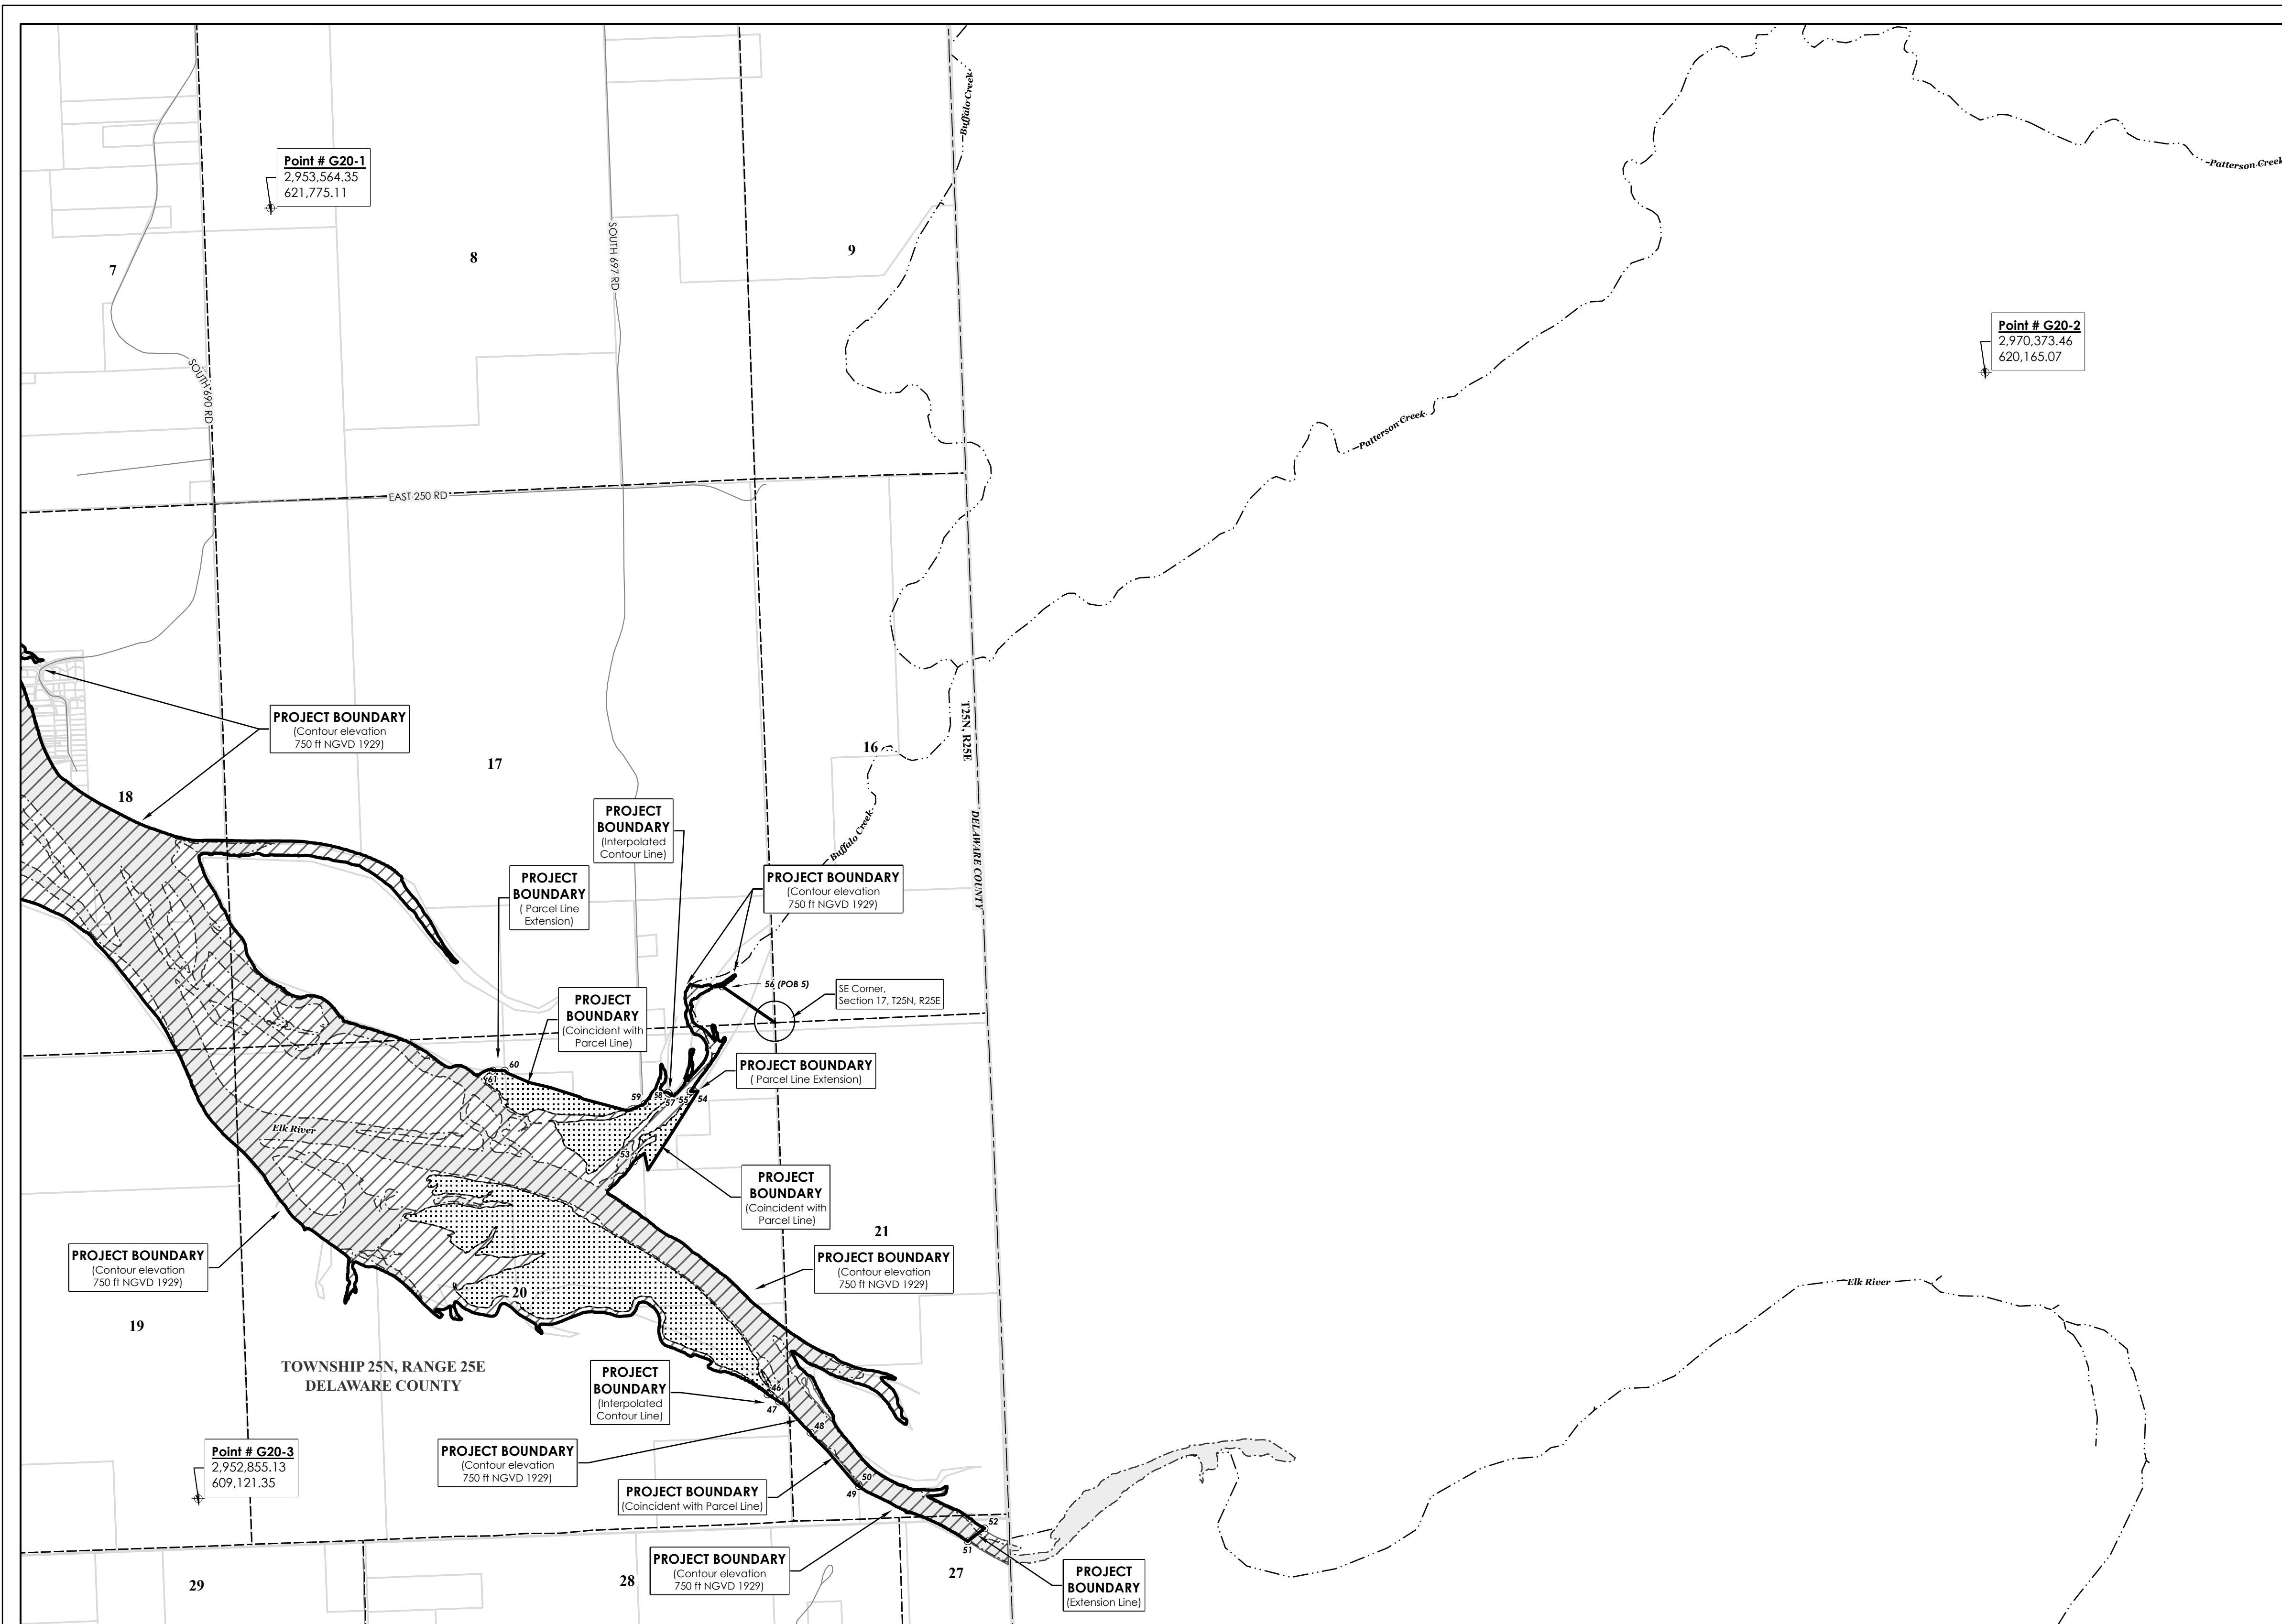 Buffalo Creek
Patterson Creek
Point # G20-1
2,953,564.35
621,775.11
7
8
SOUTH 697 RD
9
Point # G20-2
2,970,373.46
620,165.07
SOUTH 690 RD
Patterson Creek
EAST 250 RD
PROJECT BOUNDARY
(Contour elevation
750 ft NGVD 1929)
T25N, R25E
16
17
18
PROJECT
BOUNDARY
(Interpolated
Contour Line)
Buffalo Creek
DELAWARE COUNTY
PROJECT
BOUNDARY
( Parcel Line
Extension)
PROJECT BOUNDARY
(Contour elevation
750 ft NGVD 1929)
56 (POB 5)
SE Corner,
Section 17, T25N, R25E
PROJECT
BOUNDARY
(Coincident with
Parcel Line)
60
61
PROJECT BOUNDARY
( Parcel Line Extension)
59
58
57
55
54
Elk River
53
PROJECT
BOUNDARY
(Coincident with
Parcel Line)
21
PROJECT BOUNDARY
(Contour elevation
750 ft NGVD 1929)
PROJECT BOUNDARY
(Contour elevation
750 ft NGVD 1929)
Elk River
20
19
TOWNSHIP 25N, RANGE 25E
DELAWARE COUNTY
PROJECT
BOUNDARY
(Interpolated
Contour Line)
46
47
48
Point # G20-3
2,952,855.13
609,121.35
PROJECT BOUNDARY
(Contour elevation
750 ft NGVD 1929)
50
49
PROJECT BOUNDARY
(Coincident with Parcel Line)
52
51
PROJECT BOUNDARY
(Contour elevation
750 ft NGVD 1929)
PROJECT
BOUNDARY
(Extension Line)
29
28
27